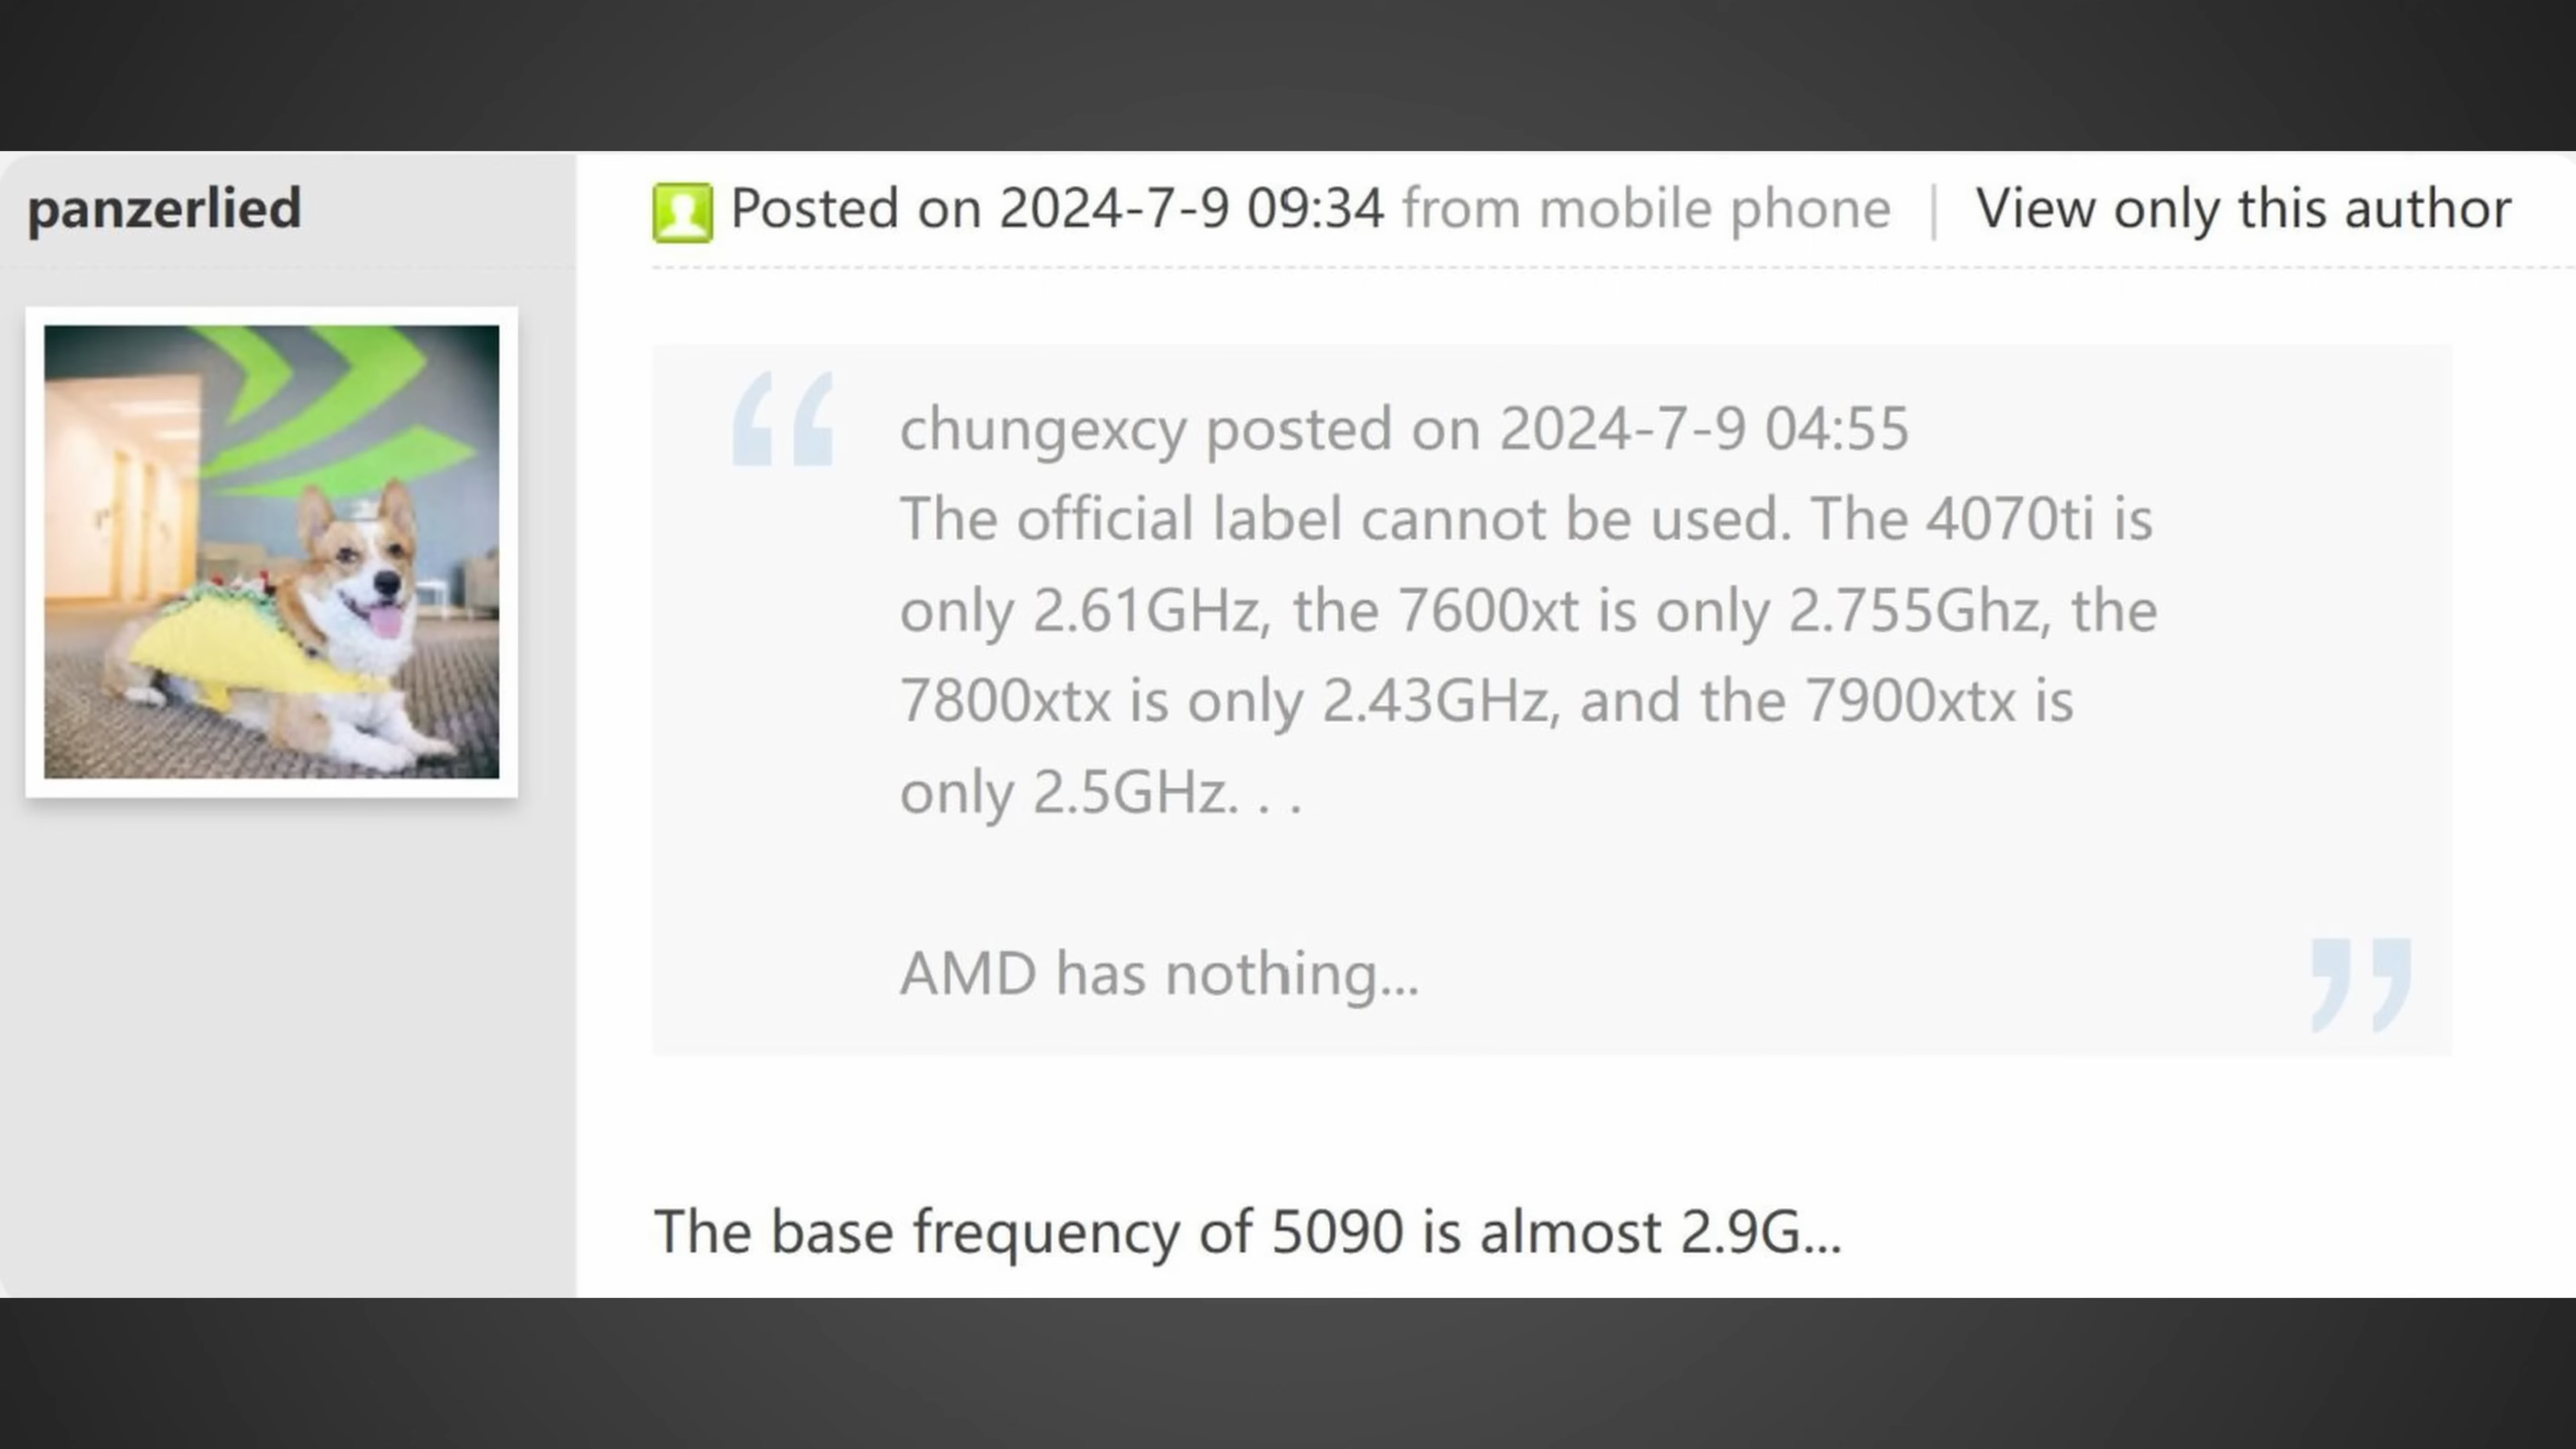 panzerlied
Posted on 2024-7-9 09:34 from mobile phone | View only this author
“
chungexcy posted on 2024-7-9 04:55
The official label cannot be used. The 4070ti is
only 2.61GHz, the 7600xt is only 2.755Ghz, the
7800xtx is only 2.43GHz, and the 7900xtx is
only 2.5GHz. . .
AMD has nothing...
”
The base frequency of 5090 is almost 2.9G...